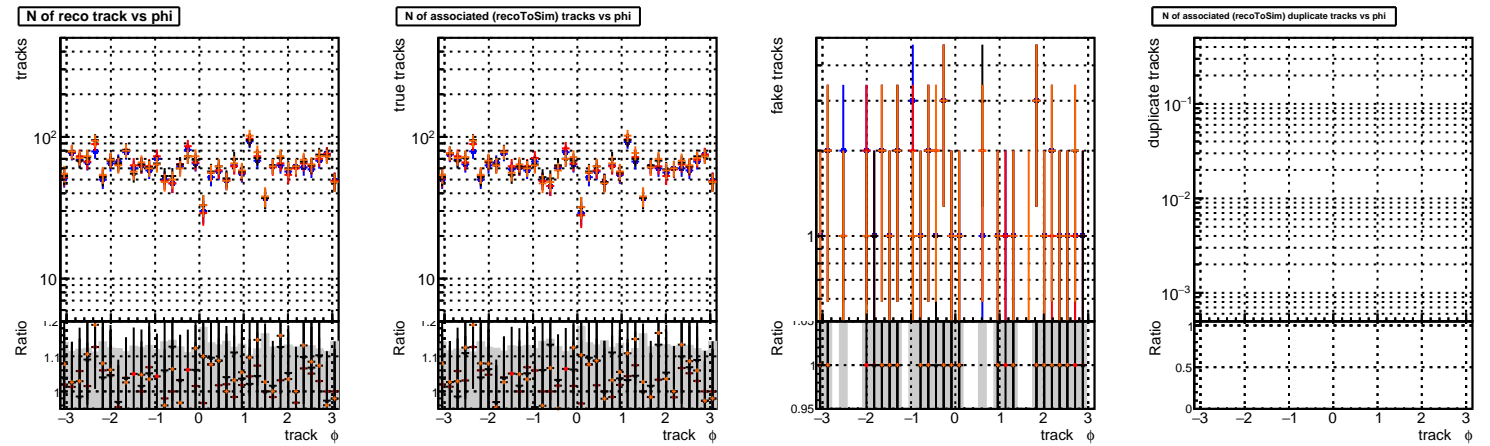 N of reco track vs phi
tracks
10²
10
Ratio
1.2
1.1
1
−3 −2 −1 0 1 2 3
track ϕ
N of associated (recoToSim) tracks vs phi
true tracks
10²
10
Ratio
1.2
1.1
1
−3 −2 −1 0 1 2 3
track ϕ
fake tracks
1
Ratio
1.05
1
0.95
−3 −2 −1 0 1 2 3
track ϕ
N of associated (recoToSim) duplicate tracks vs phi
duplicate tracks
10⁻¹
10⁻²
10⁻³
Ratio
1
0.5
0
−3 −2 −1 0 1 2 3
track ϕ